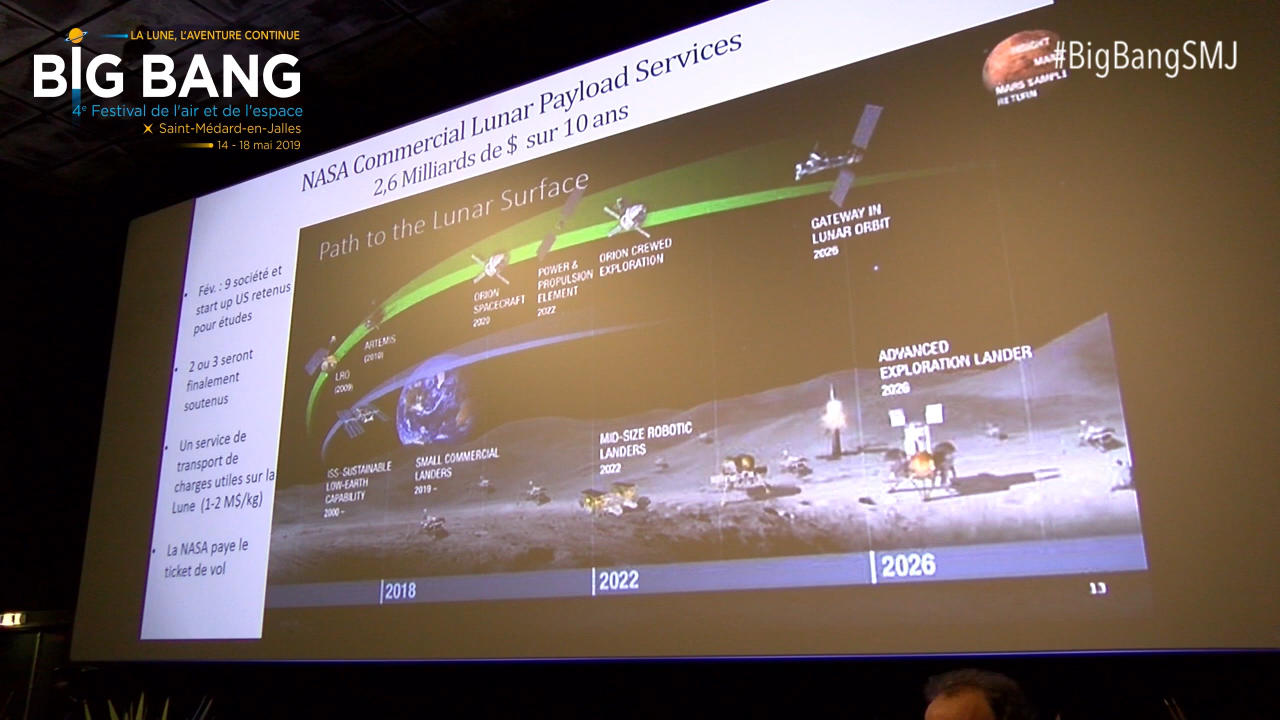 LA LUNE, L'AVENTURE CONTINUE
BIG BANG
4e Festival de l'air et de l'espace
Saint-Médard-en-Jalles
14 - 18 mai 2019
#BigBangSMJ
NASA Commercial Lunar Payload Services
2,6 Milliards de $ sur 10 ans
• Fév. : 9 société et
start up US retenus
pour études
• 2 ou 3 seront
finalement
soutenus
• Un service de
transport de
charges utiles sur la
Lune (1-2 M$/kg)
• La NASA paye le
ticket de vol
Path to the Lunar Surface
INSIGHT
MARS SAMPLE
RETURN
LRO
(2009)
ARTEMIS
(2010)
ORION
SPACECRAFT
2020
POWER &
PROPULSION
ELEMENT
2022
ORION CREWED
EXPLORATION
GATEWAY IN
LUNAR ORBIT
2026
ISS-SUSTAINABLE
LOW-EARTH
CAPABILITY
2000 –
SMALL COMMERCIAL
LANDERS
2019 –
MID-SIZE ROBOTIC
LANDERS
2022
ADVANCED
EXPLORATION LANDER
2026
2018
2022
2026
13